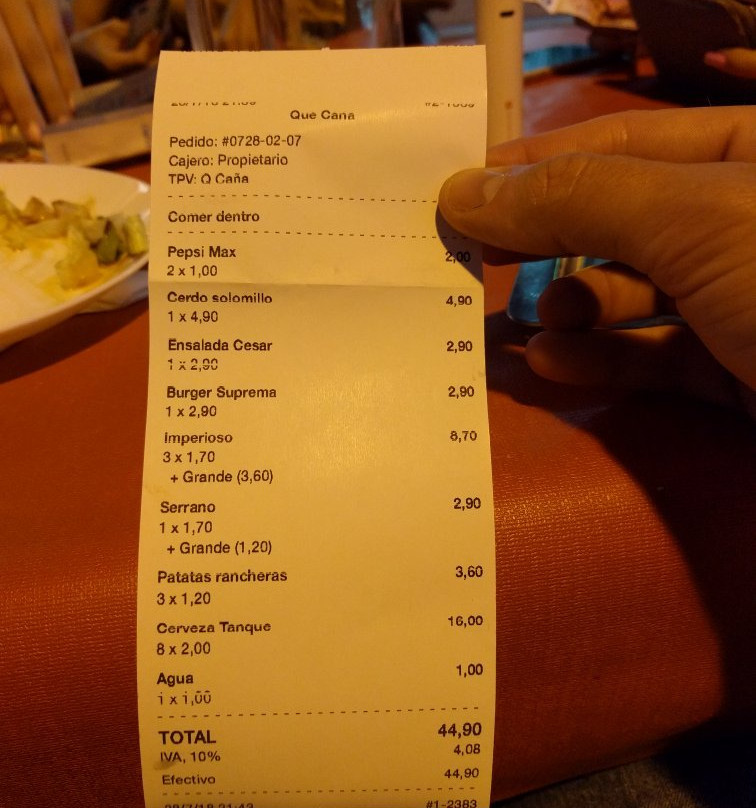 Que Cana
Pedido: #0728-02-07
Cajero: Propietario
TPV: Q Caña
Comer dentro
Pepsi Max 2,00
2 x 1,00
Cerdo solomillo 4,90
1 x 4,90
Ensalada Cesar 2,90
1 x 2,90
Burger Suprema 2,90
1 x 2,90
Imperioso 8,70
3 x 1,70
+ Grande (3,60)
Serrano 2,90
1 x 1,70
+ Grande (1,20)
Patatas rancheras 3,60
3 x 1,20
Cerveza Tanque 16,00
8 x 2,00
Agua 1,00
1 x 1,00
TOTAL 44,90
IVA, 10% 4,08
Efectivo 44,90
#1-2383